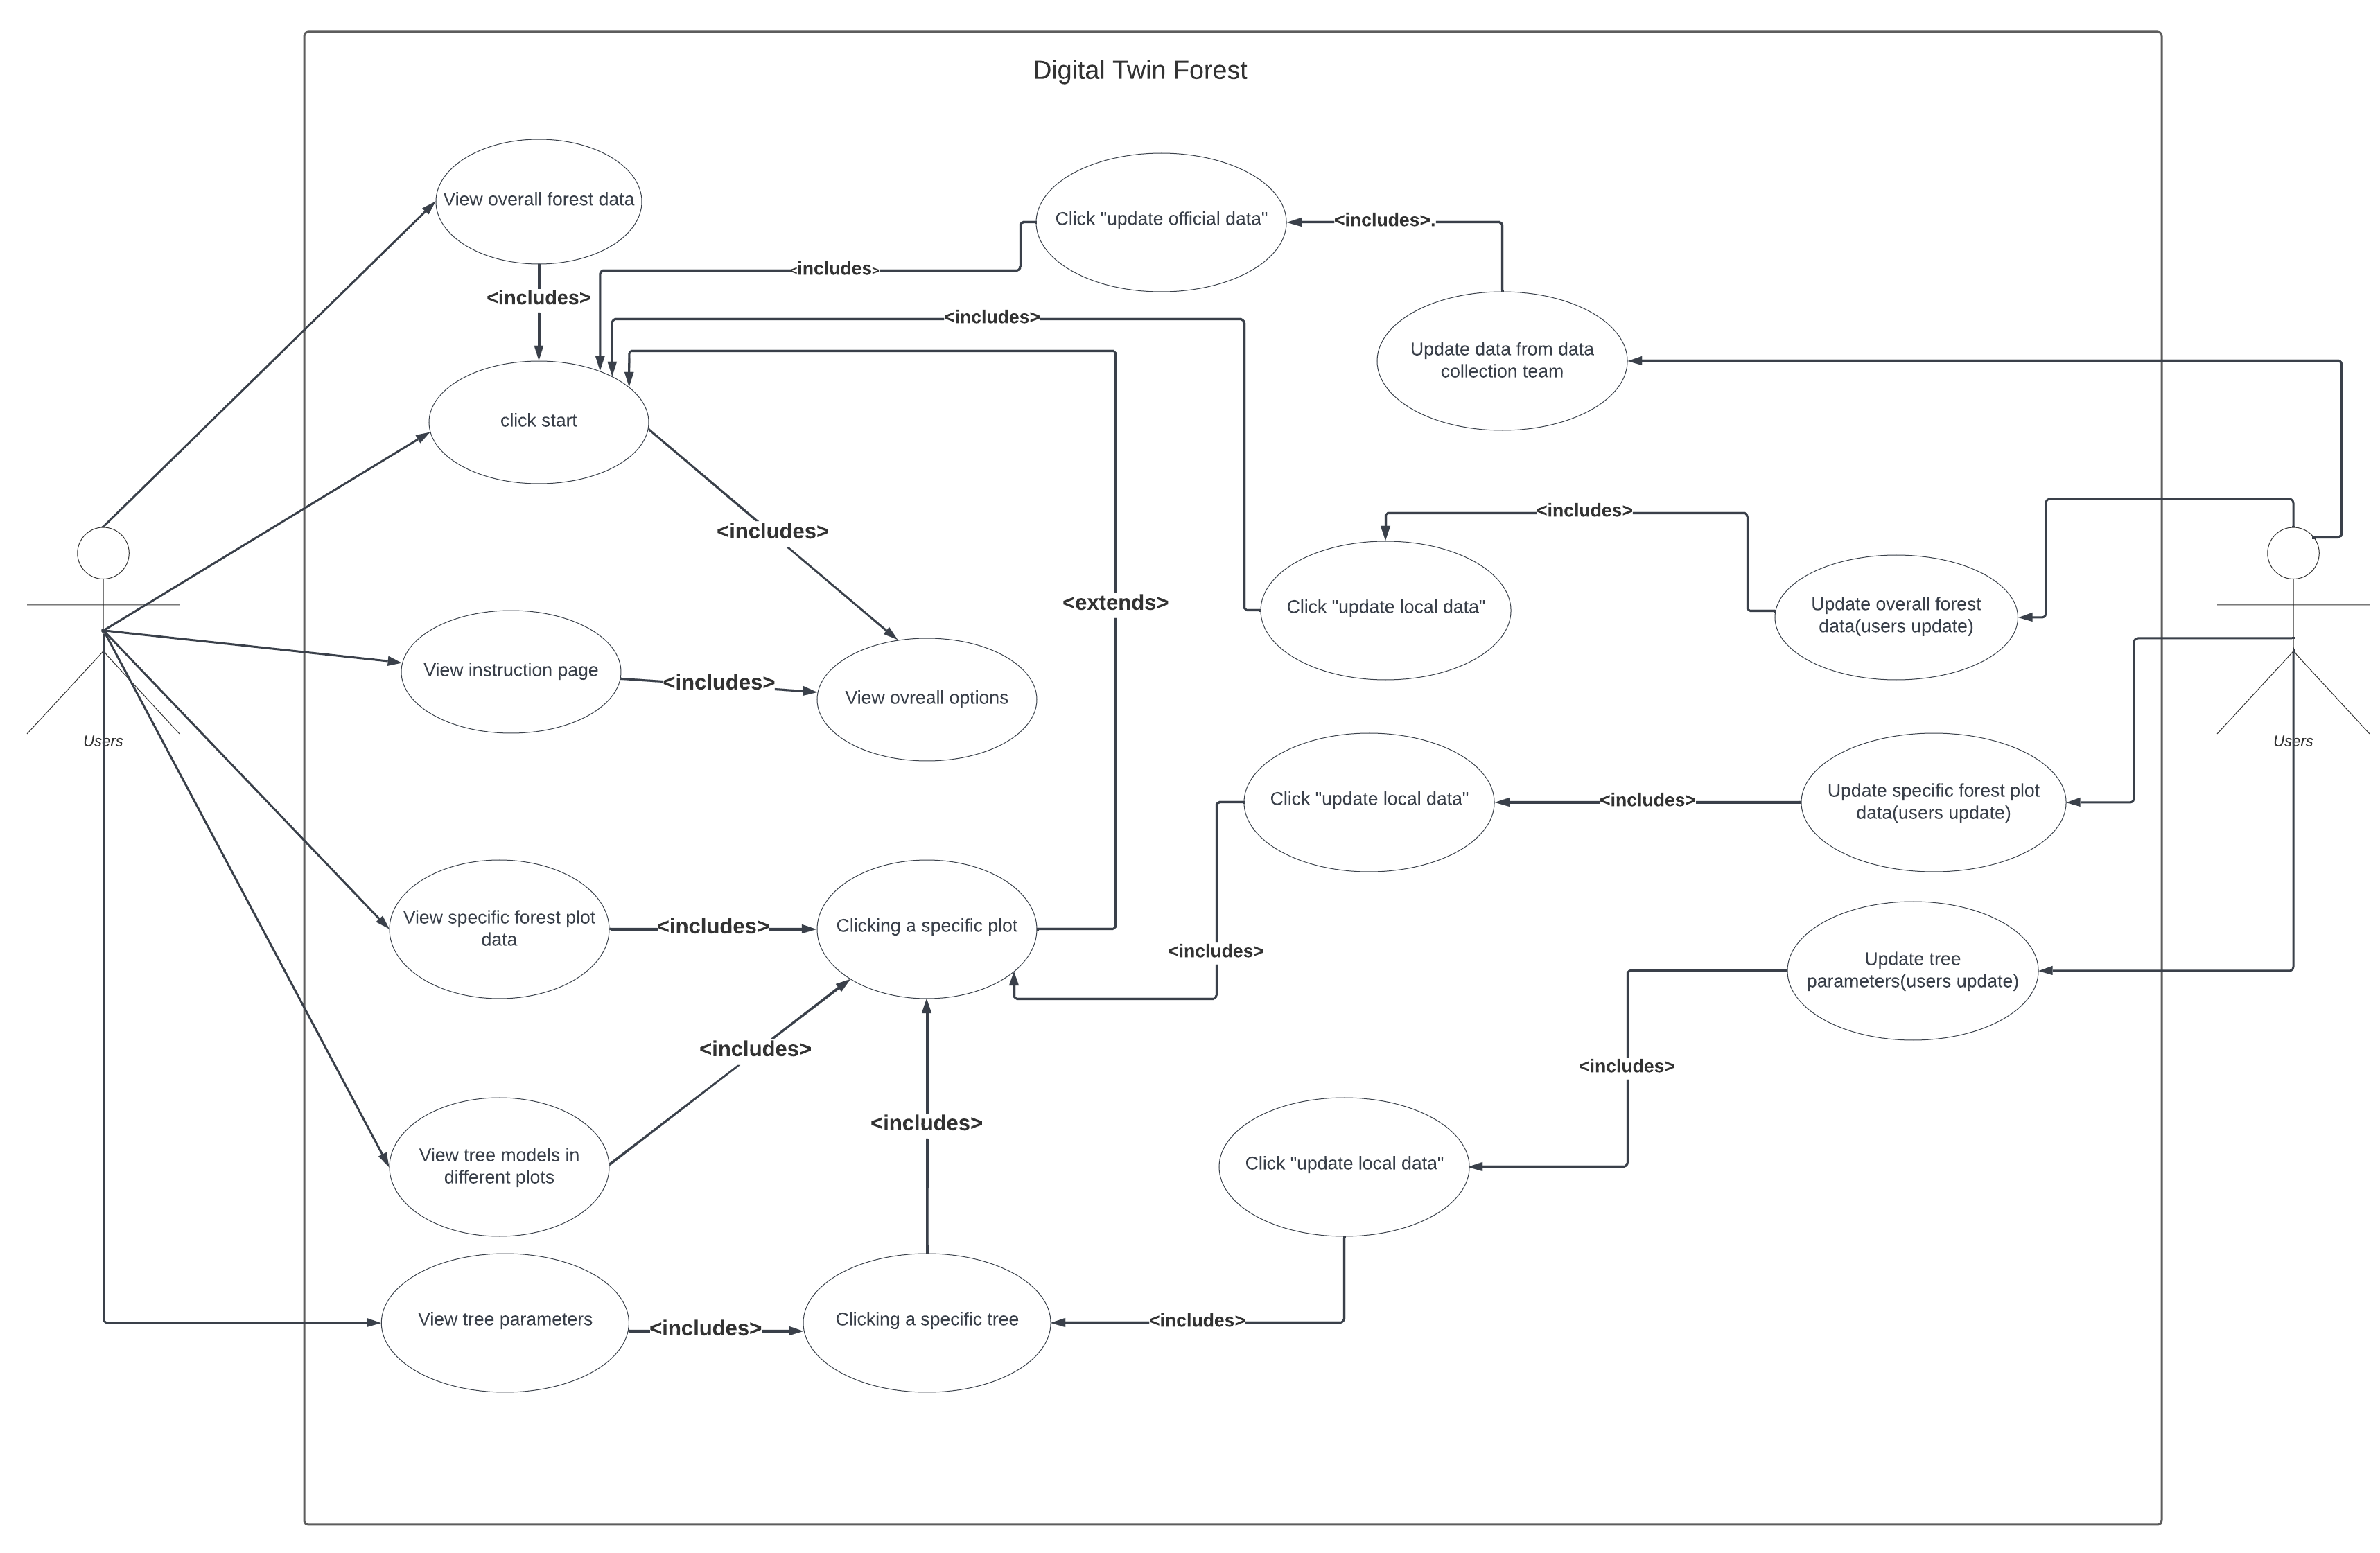 Digital Twin Forest
View overall forest data
Click "update official data"
<includes>.
<includes>
<includes>
<includes>
Update data from data
collection team
click start
<includes>
<includes>
<extends>
Click "update local data"
Update overall forest
data(users update)
View instruction page
<includes>
View ovreall options
Users
Users
Click "update local data"
<includes>
Update specific forest plot
data(users update)
View specific forest plot
data
<includes>
Clicking a specific plot
<includes>
Update tree
parameters(users update)
<includes>
<includes>
<includes>
View tree models in
different plots
Click "update local data"
View tree parameters
<includes>
Clicking a specific tree
<includes>